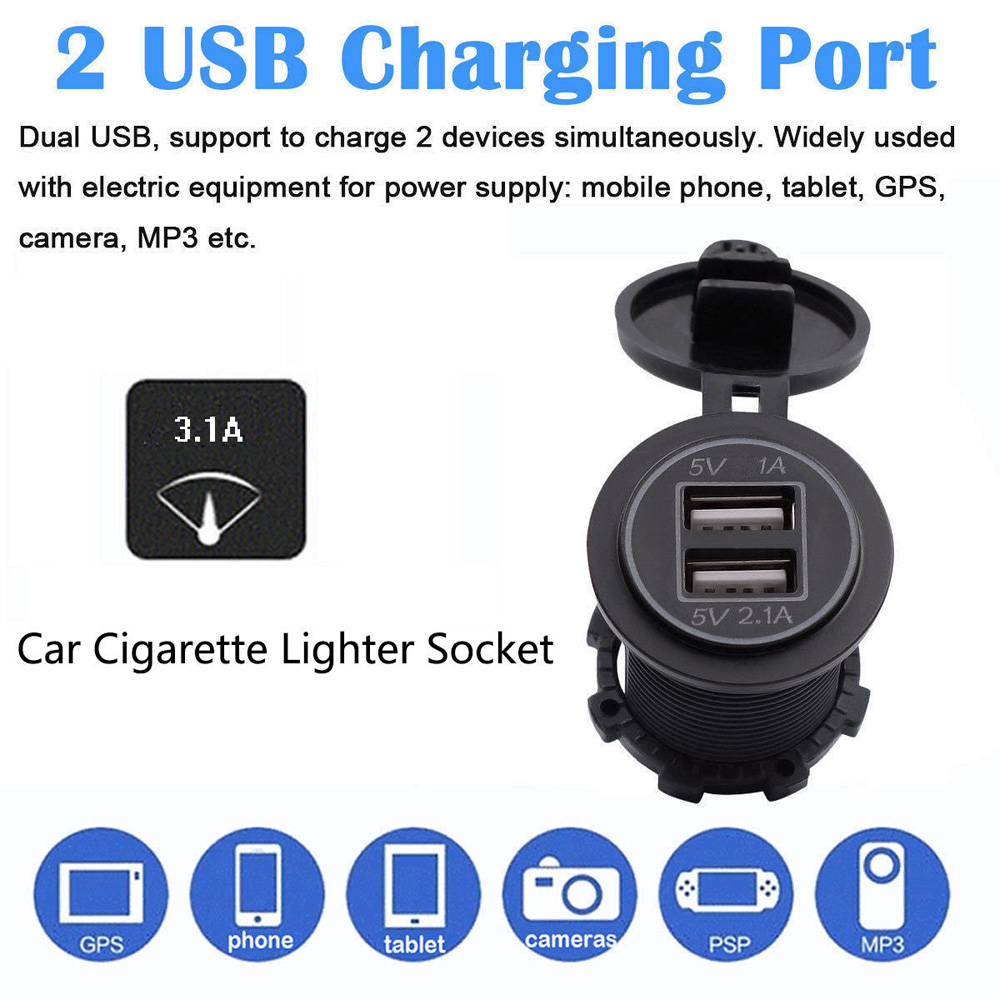 2 USB Charging Port
Dual USB, support to charge 2 devices simultaneously. Widely usded
with electric equipment for power supply: mobile phone, tablet, GPS,
camera, MP3 etc.
3.1A
5V 1A
5V 2.1A
Car Cigarette Lighter Socket
GPS
phone
tablet
cameras
PSP
MP3